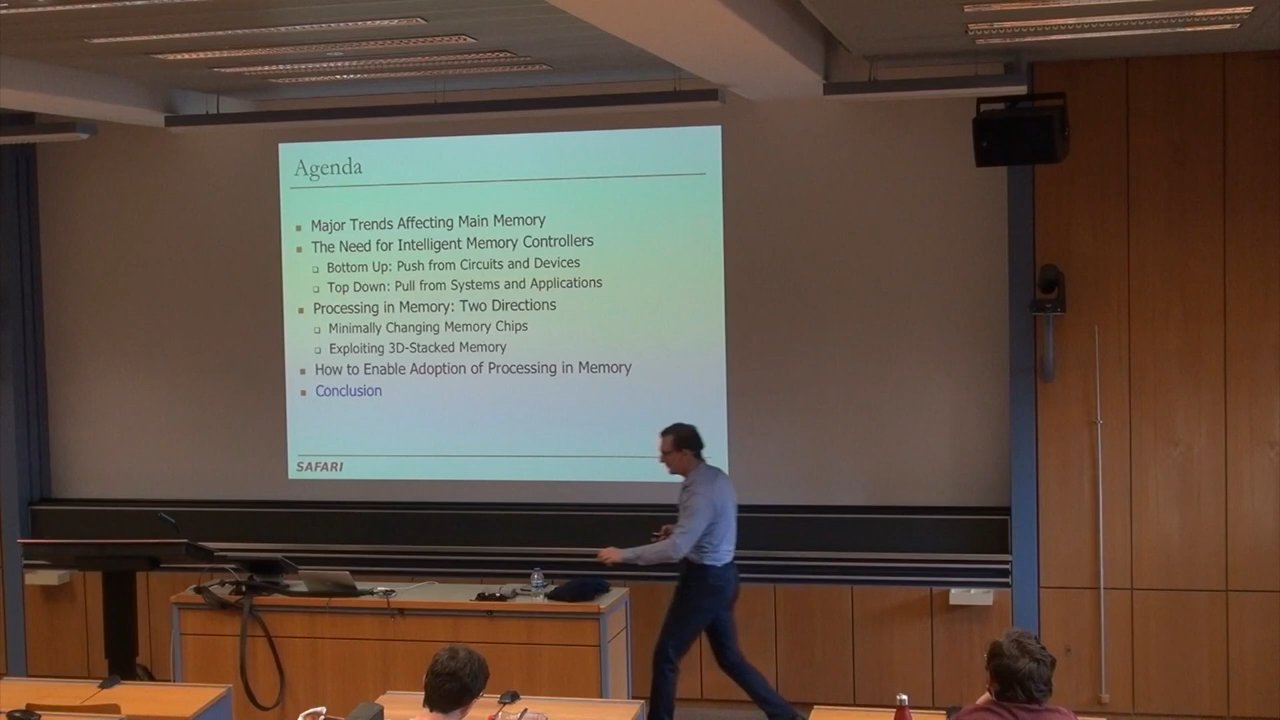 Agenda
Major Trends Affecting Main Memory
The Need for Intelligent Memory Controllers
Bottom Up: Push from Circuits and Devices
Top Down: Pull from Systems and Applications
Processing in Memory: Two Directions
Minimally Changing Memory Chips
Exploiting 3D-Stacked Memory
How to Enable Adoption of Processing in Memory
Conclusion
SAFARI